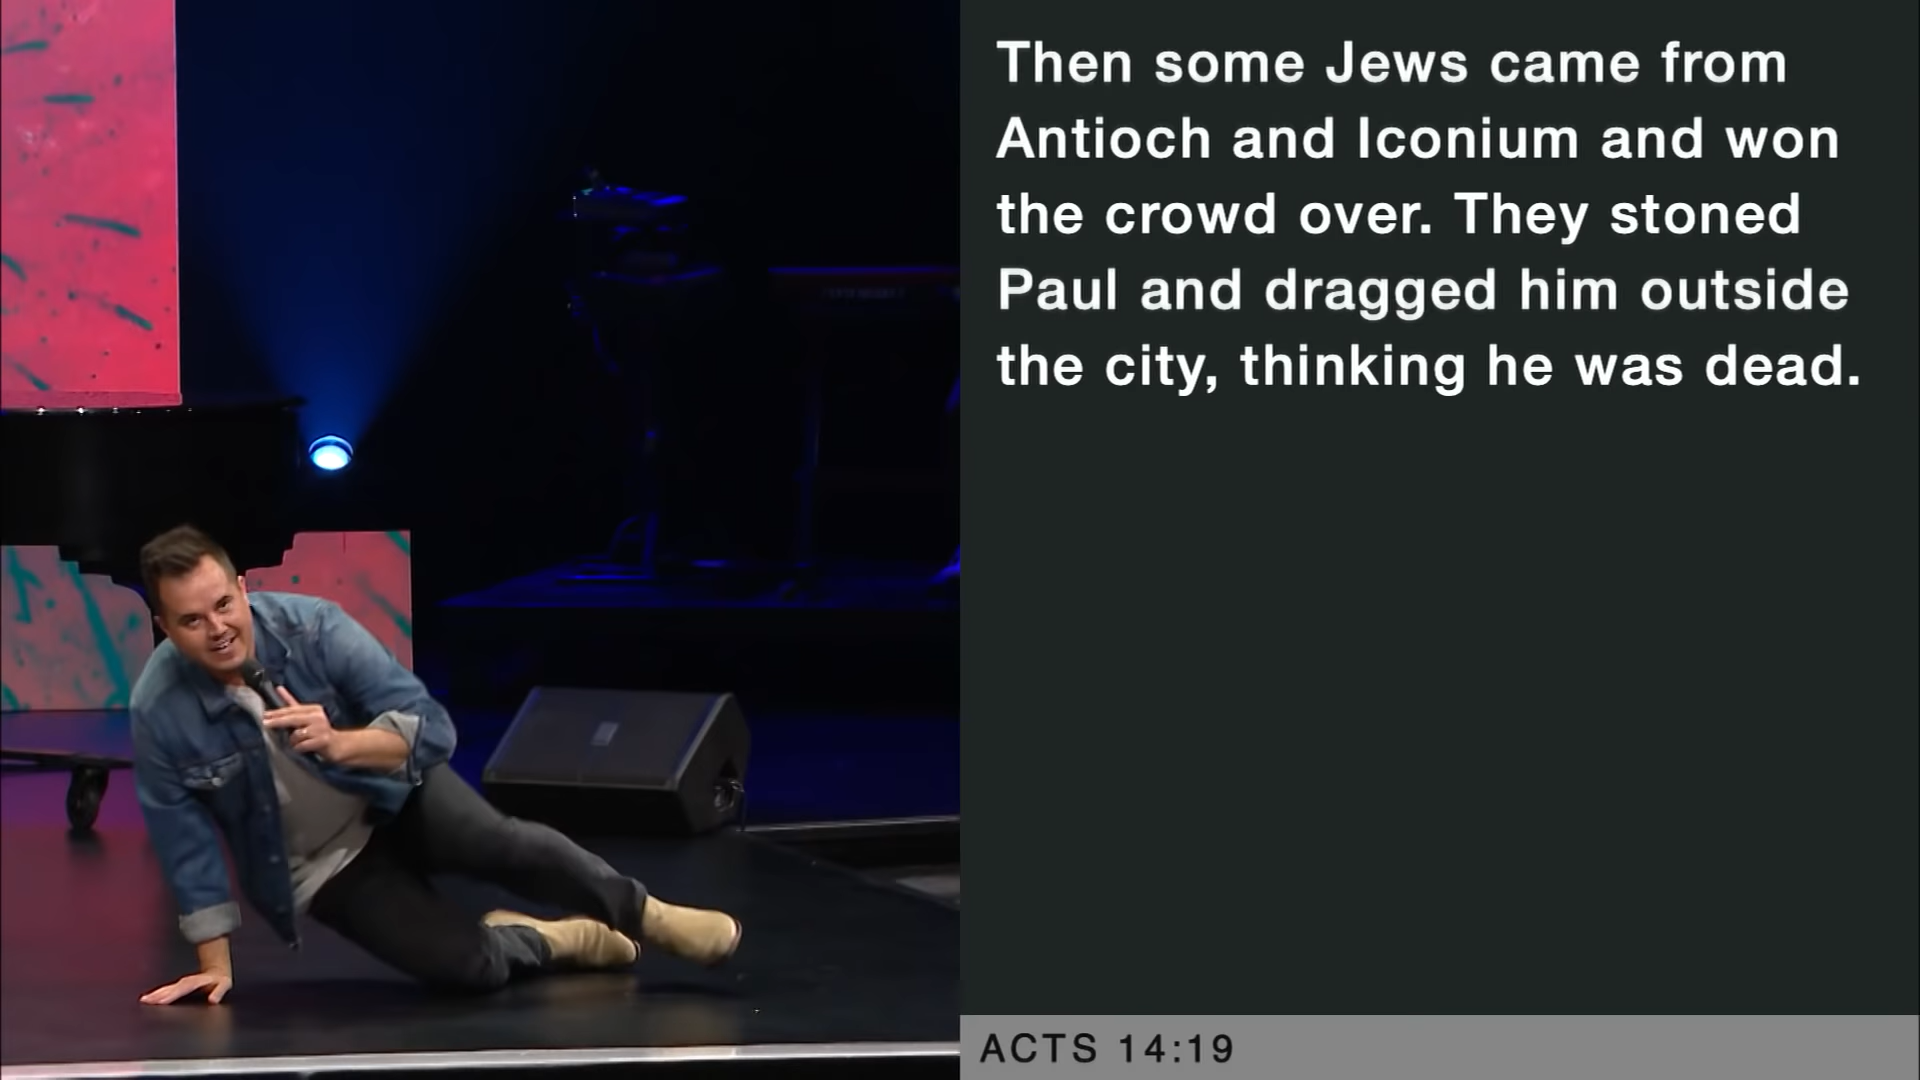 Then some Jews came from
Antioch and Iconium and won
the crowd over. They stoned
Paul and dragged him outside
the city, thinking he was dead.
ACTS 14:19